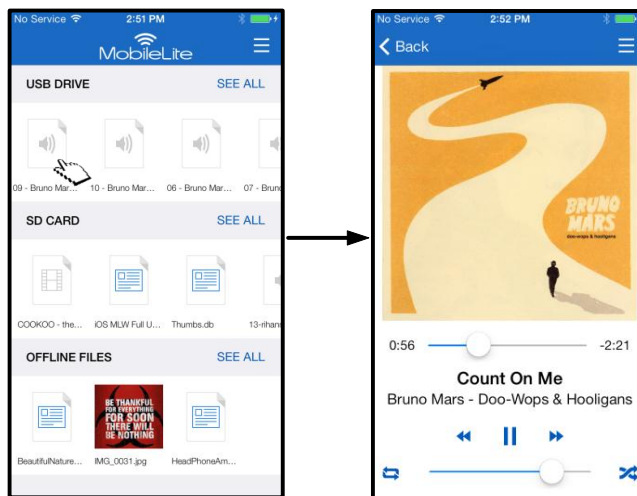 No Service 2:51 PM
MobileLite
USB DRIVE SEE ALL
09 - Bruno Mar... 10 - Bruno Mar... 06 - Bruno Mar... 07 - Brun
SD CARD SEE ALL
COOKOO - the... iOS MLW Full U... Thumbs.db 13-rihann
OFFLINE FILES SEE ALL
BE THANKFUL
FOR EVERYTHING
FOR SOON
THERE WILL
BE NOTHING
BeautifulNature... IMG_0031.jpg HeadPhoneAm...
No Service 2:52 PM
Back
BRUNO
MARS
doo-wops & hooligans
0:56 -2:21
Count On Me
Bruno Mars - Doo-Wops & Hooligans